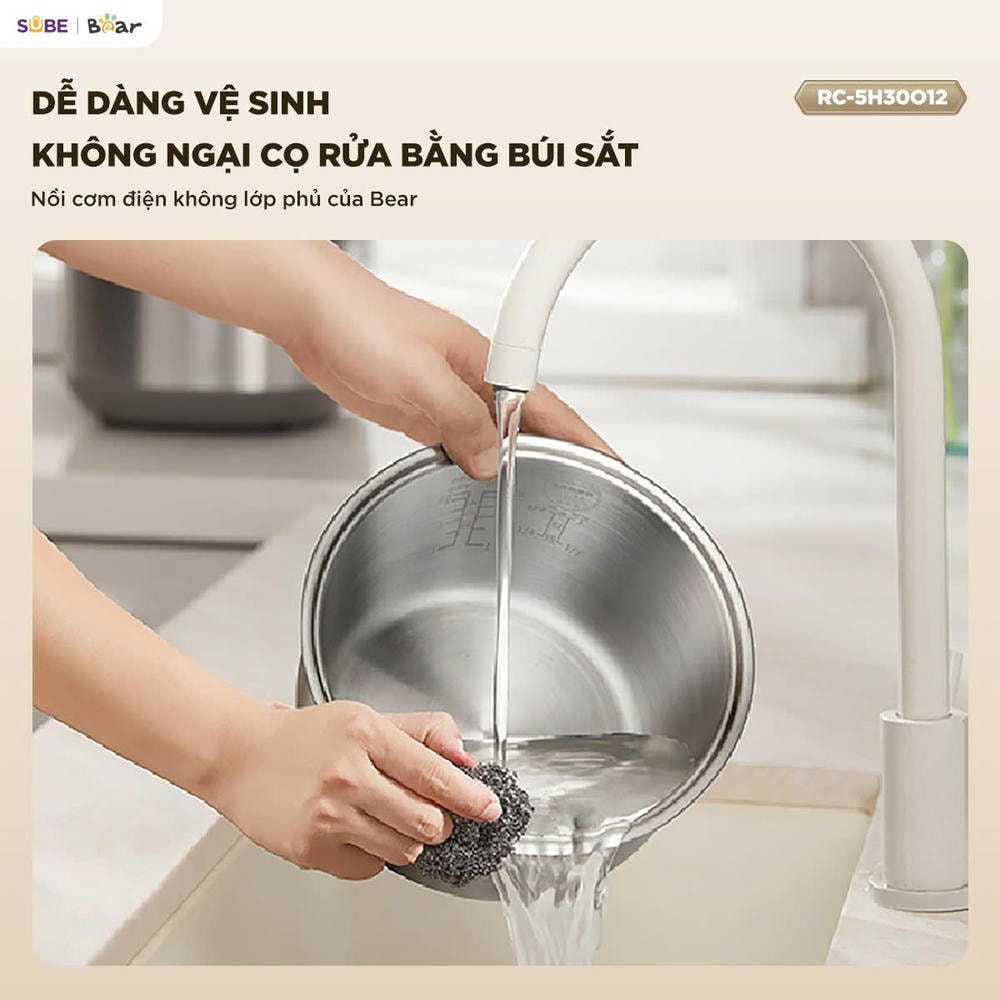 SUBE | Bear
DỄ DÀNG VỆ SINH
RC-5H30O12
KHÔNG NGẠI CỌ RỬA BẰNG BÚI SẮT
Nồi cơm điện không lớp phủ của Bear